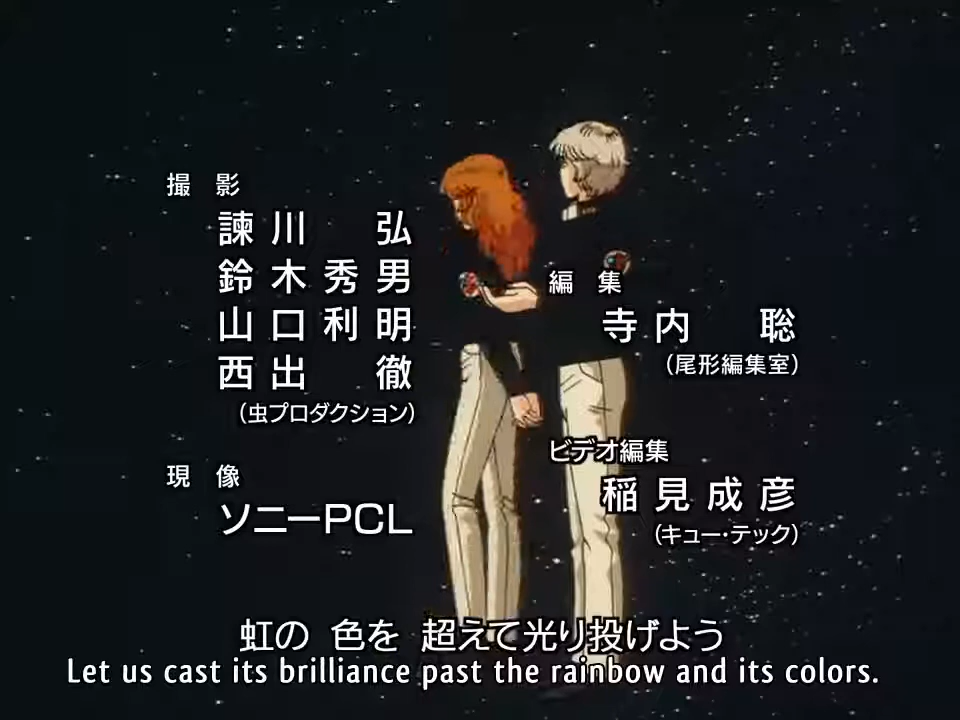 撮 影
諫川 弘
鈴木秀男
山口利明
西出 徹
(虫プロダクション)
現 像
ソニーPCL
編 集
寺内 聡
(尾形編集室)
ビデオ編集
稲見成彦
(キュー・テック)
虹の 色を 超えて光り投げよう
Let us cast its brilliance past the rainbow and its colors.